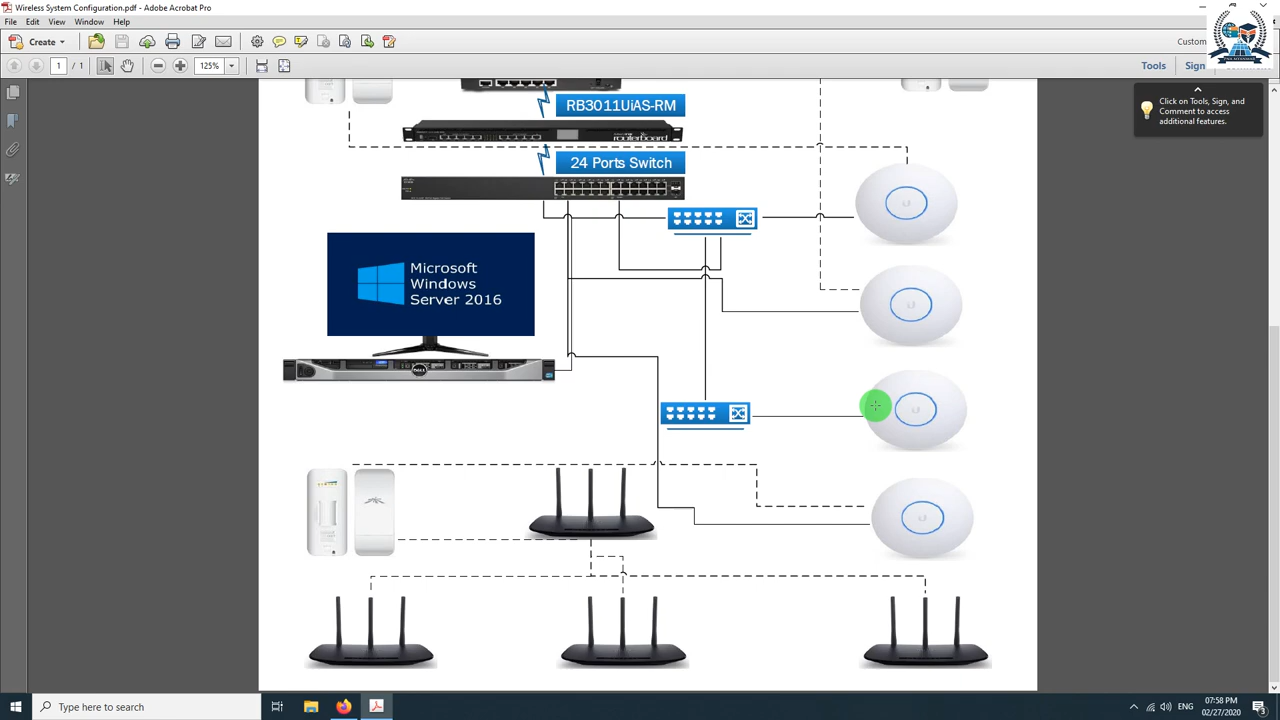 Wireless System Configuration.pdf - Adobe Acrobat Pro
File Edit View Window Help
Create
Custom
1 / 1
125%
Tools
Sign
Click on Tools, Sign, and
Comment to access
additional features.
RB3011UiAS-RM
routerboard
24 Ports Switch
Microsoft
Windows
Server 2016
DELL
Type here to search
ENG
07:58 PM
02/27/2020